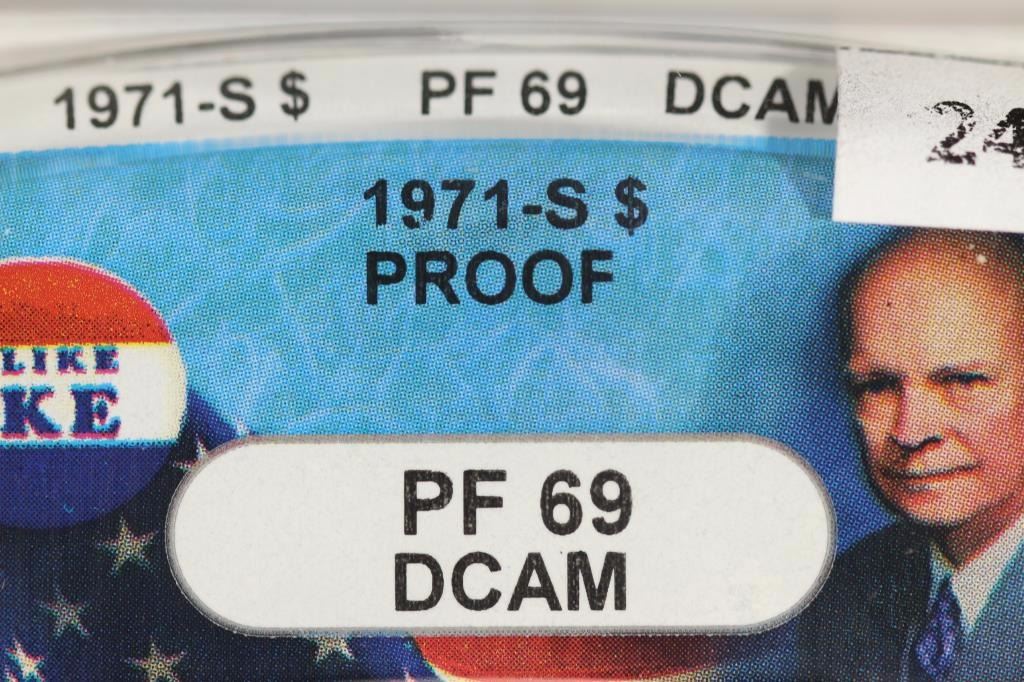 1971-S $ PF 69 DCAM
24
1971-S $
PROOF
LIKE
KE
PF 69
DCAM